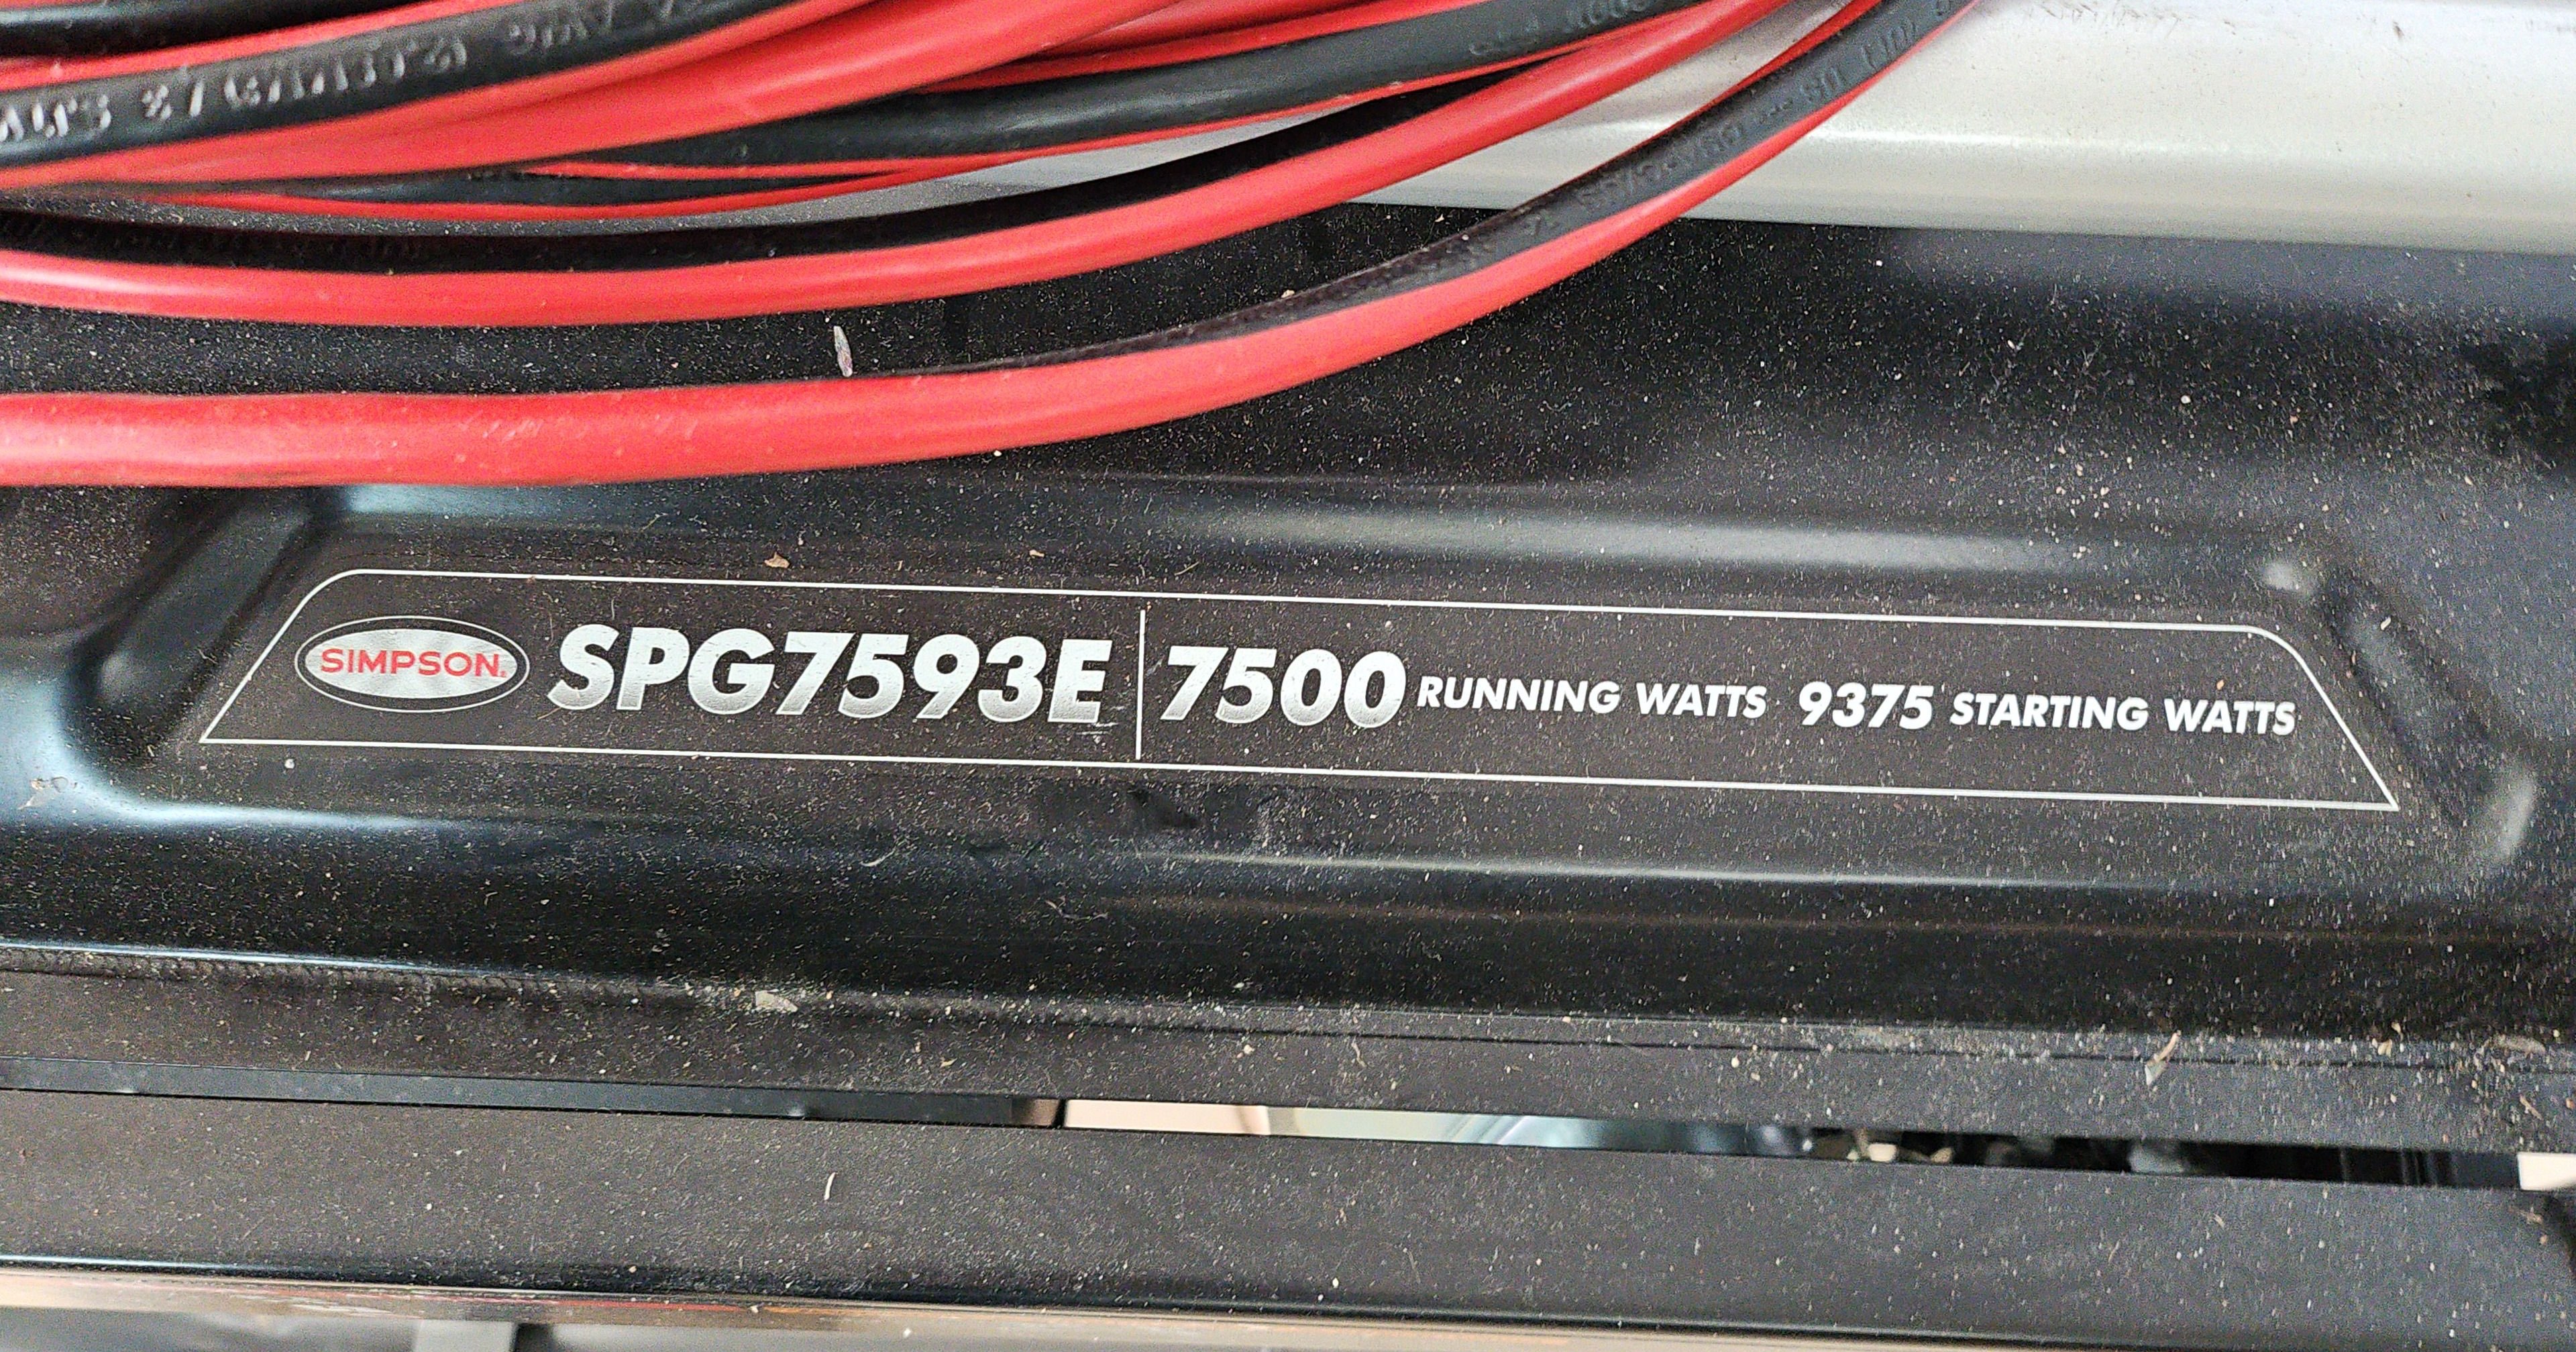 SIMPSON
SPG7593E 7500 RUNNING WATTS 9375 STARTING WATTS